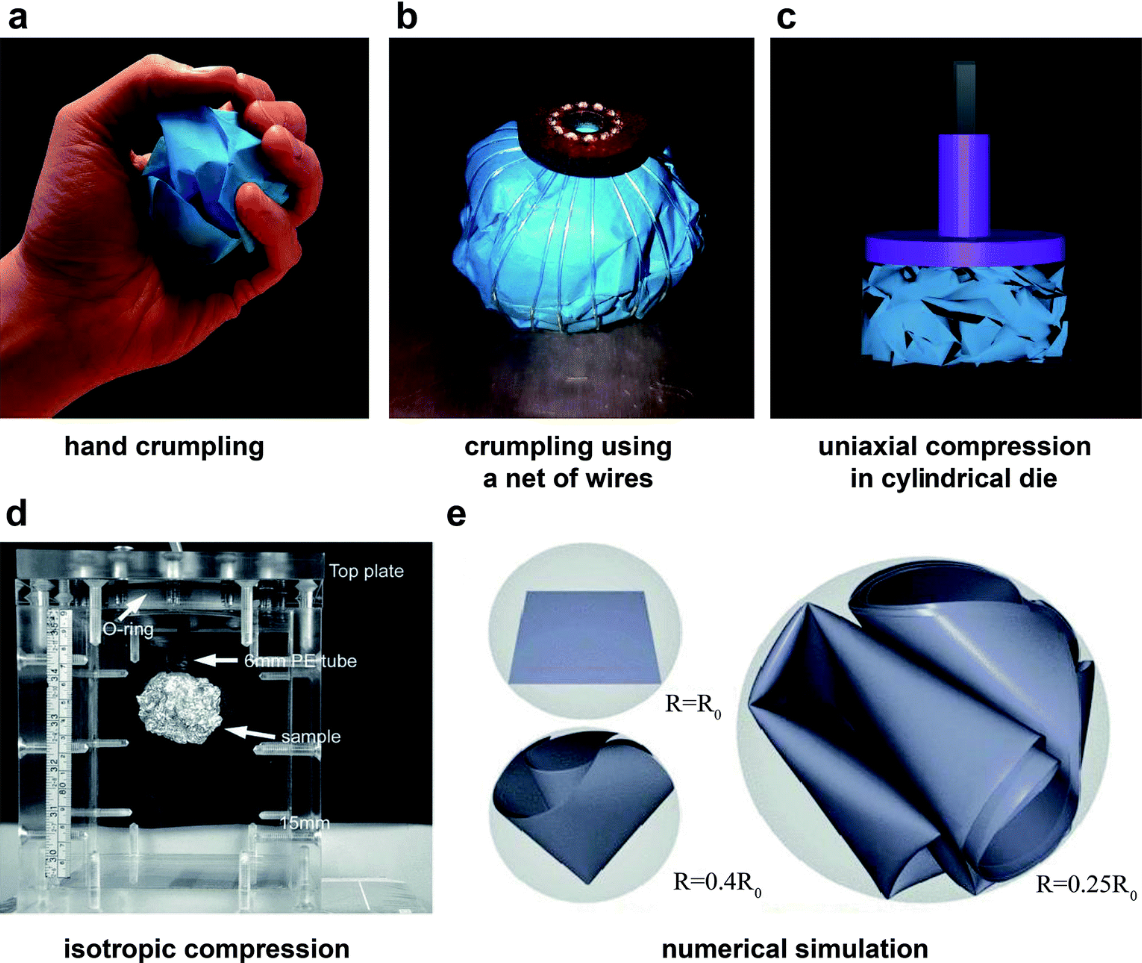 a
b
c
hand crumpling
crumpling using
a net of wires
uniaxial compression
in cylindrical die
d
e
Top plate
O-ring
6mm PE tube
sample
15mm
R=R0
R=0.4R0
R=0.25R0
isotropic compression
numerical simulation